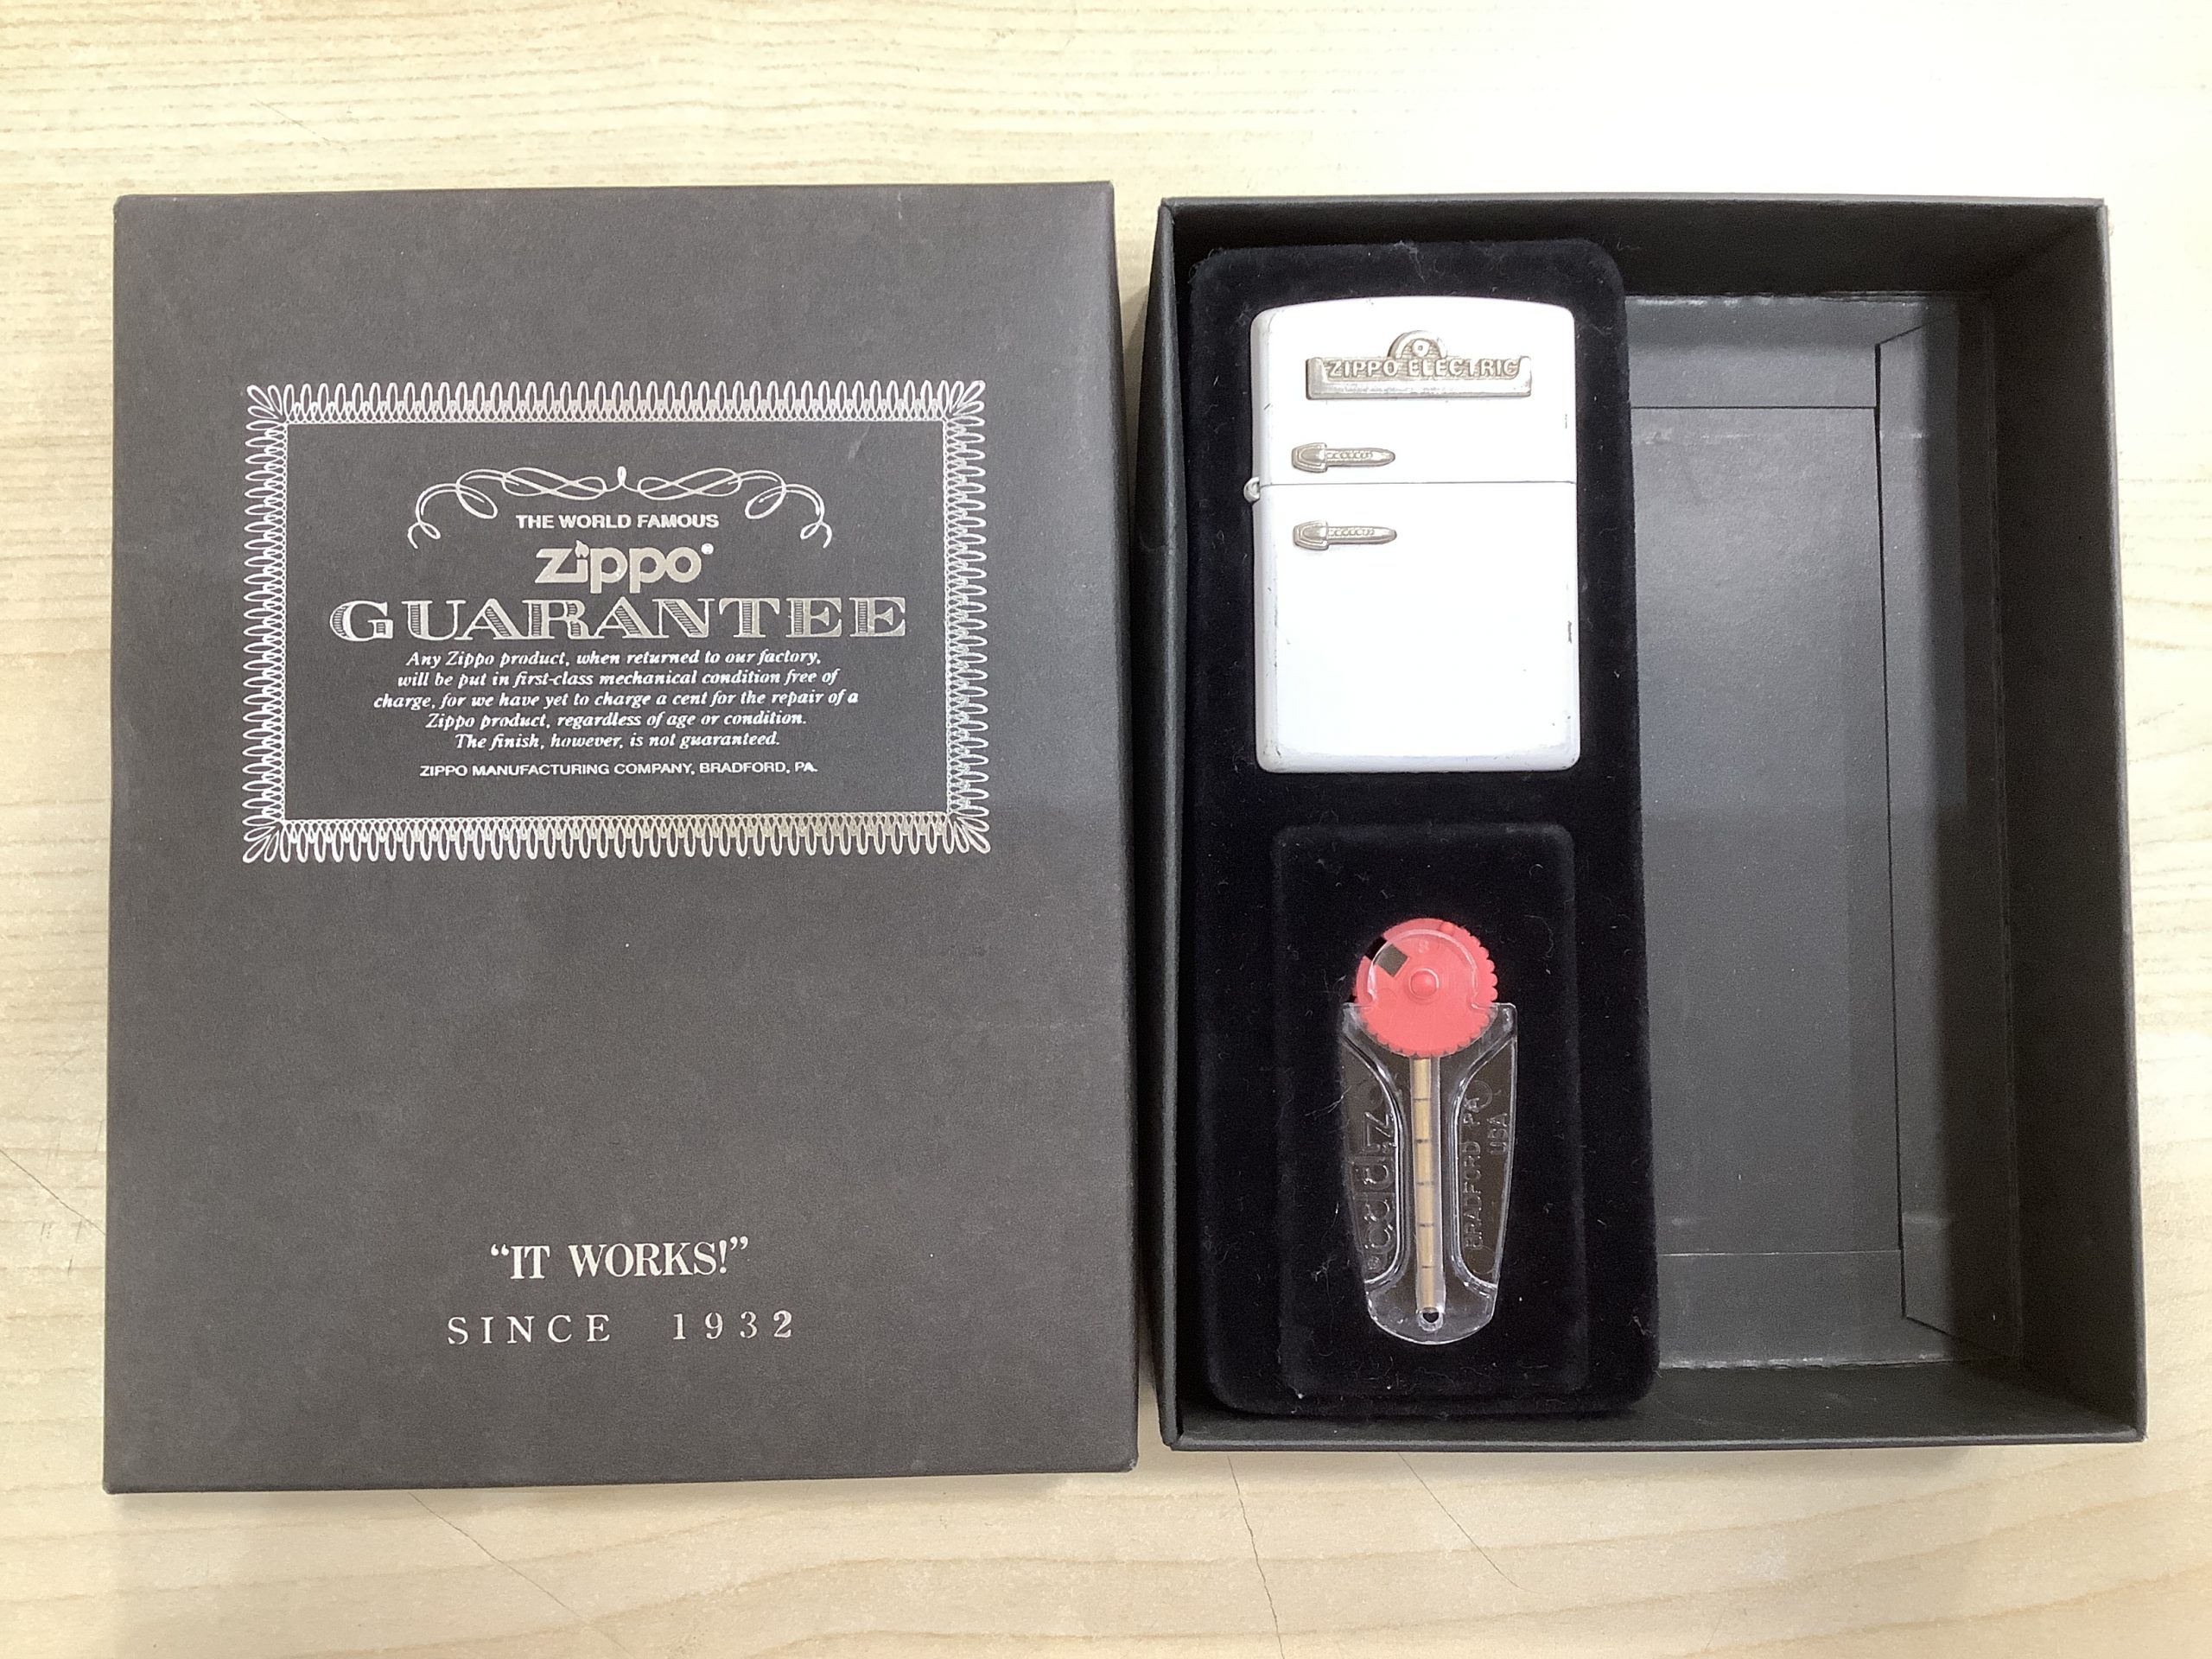 THE WORLD FAMOUS
zippo®
GUARANTEE
Any Zippo product, when returned to our factory,
will be put in first-class mechanical condition free of
charge, for we have yet to charge a cent for the repair of a
Zippo product, regardless of age or condition.
The finish, however, is not guaranteed.
ZIPPO MANUFACTURING COMPANY, BRADFORD, PA.
“IT WORKS!”
SINCE 1932
ZIPPO ELECTRIC
zippo®
BRADFORD PA
USA